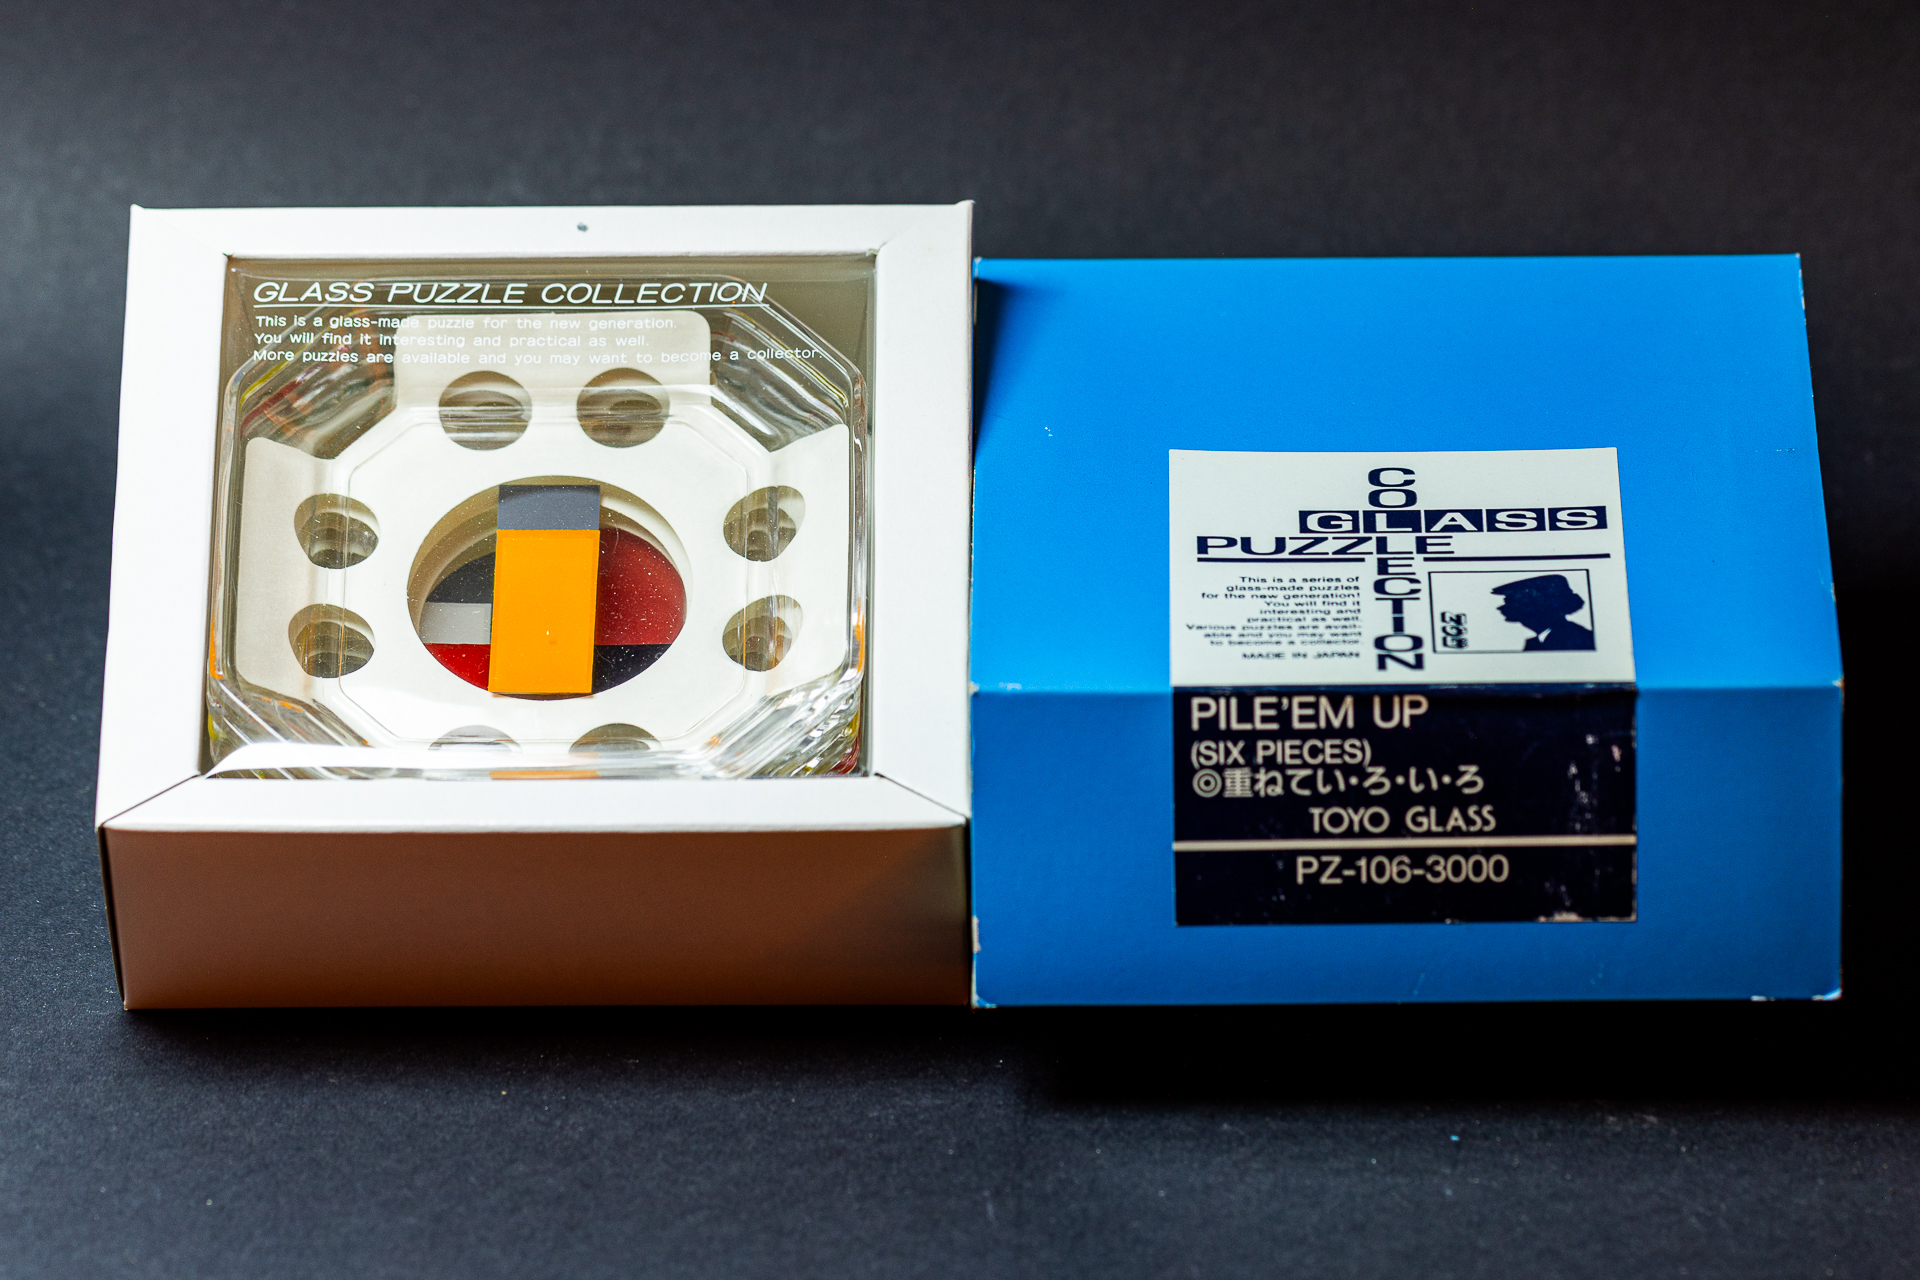 GLASS PUZZLE COLLECTION
This is a glass-made puzzle for the new generation.
You will find it interesting and practical as well.
More puzzles are available and you may want to become a collector.
COLLECTION
GLASS
PUZZLE
This is a series of
glass-made puzzles
for the new generation!
You will find it
interesting and
practical as well.
Various puzzles are avail-
able and you may want
to become a collector.
MADE IN JAPAN
PILE'EM UP
(SIX PIECES)
◎重ねてい・ろ・い・ろ
TOYO GLASS
PZ-106-3000